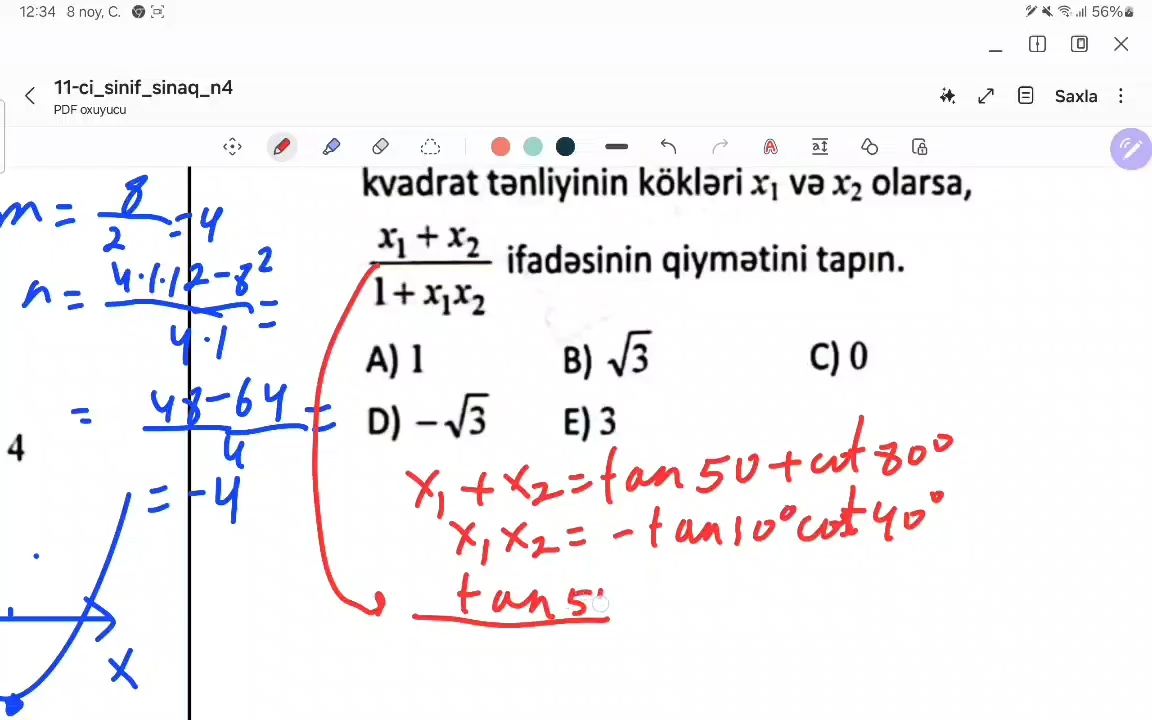 12:34 8 noy, C. 56%
11-ci_sinif_sinaq_n4
PDF oxuyucu
Saxla
kvadrat tənliyinin kökləri x₁ və x₂ olarsa,
(x₁ + x₂)/(1 + x₁x₂) ifadəsinin qiymətini tapın.
A) 1 B) √3 C) 0
D) −√3 E) 3
m = 8/2 = 4
n = (4·1·12−8²)/(4·1) =
= (48−64)/4 =
= −4
4
X
x₁ + x₂ = tan 50 + cot 80°
x₁ x₂ = − tan 10° cot 40°
tan 5